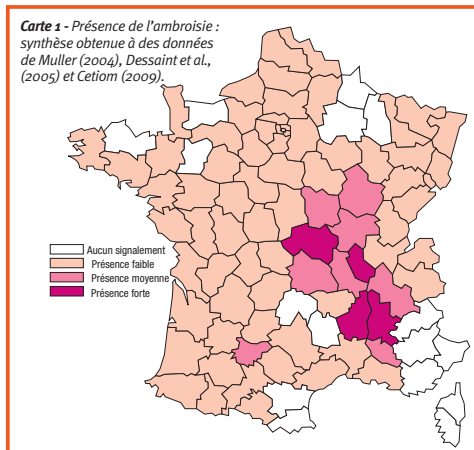 Carte 1 - Présence de l’ambroisie :
synthèse obtenue à des données
de Muller (2004), Dessaint et al.,
(2005) et Cetiom (2009).
Aucun signalement
Présence faible
Présence moyenne
Présence forte